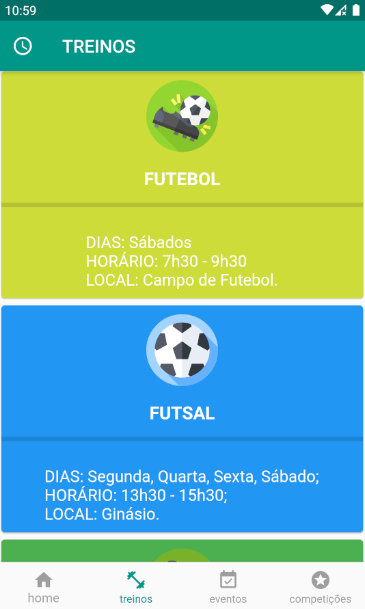 10:59
TREINOS
FUTEBOL
DIAS: Sábados
HORÁRIO: 7h30 - 9h30
LOCAL: Campo de Futebol.
FUTSAL
DIAS: Segunda, Quarta, Sexta, Sábado;
HORÁRIO: 13h30 - 15h30;
LOCAL: Ginásio.
home
treinos
eventos
competições